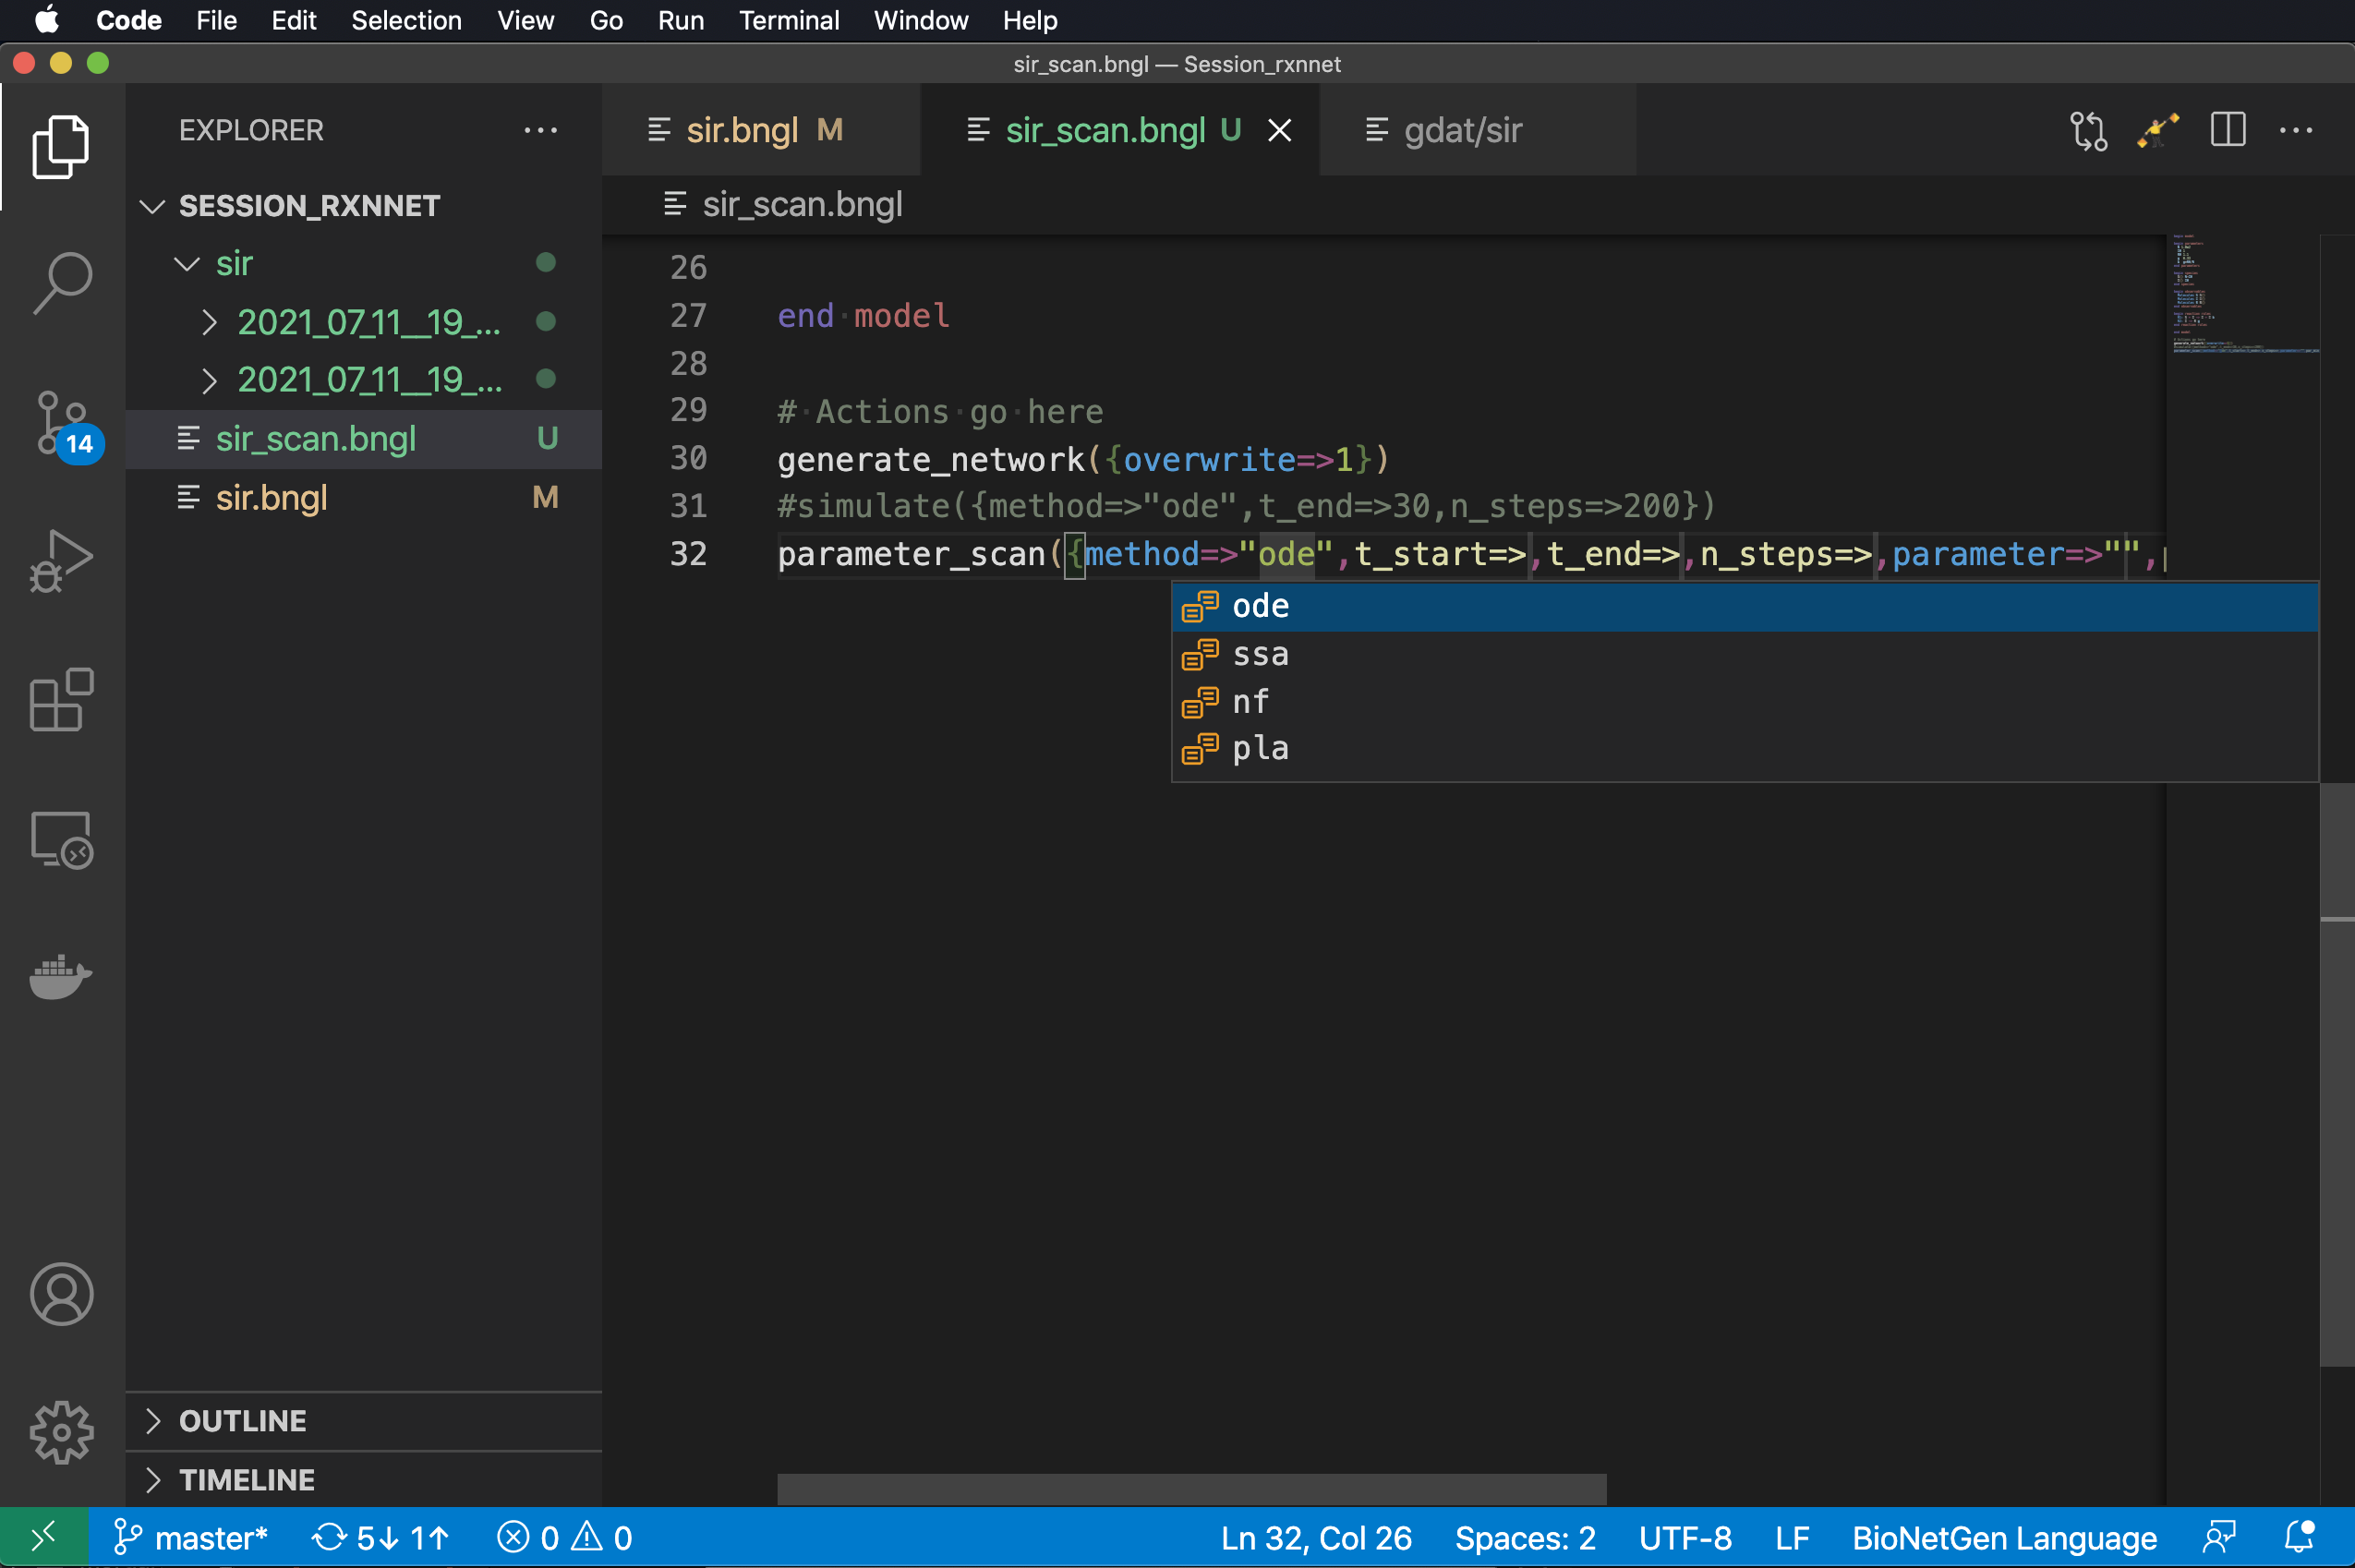 Code File Edit Selection View Go Run Terminal Window Help
sir_scan.bngl — Session_rxnnet
EXPLORER
sir.bngl M
sir_scan.bngl U
gdat/sir
SESSION_RXNNET
sir
2021_07_11__19_...
2021_07_11__19_...
sir_scan.bngl U
sir.bngl M
14
sir_scan.bngl
26
27 end model
28
29 # Actions go here
30 generate_network({overwrite=>1})
31 #simulate({method=>"ode",t_end=>30,n_steps=>200})
32 parameter_scan({method=>"ode",t_start=>,t_end=>,n_steps=>,parameter=>"",
ode
ssa
nf
pla
OUTLINE
TIMELINE
master* 5↓ 1↑ 0 0 Ln 32, Col 26 Spaces: 2 UTF-8 LF BioNetGen Language